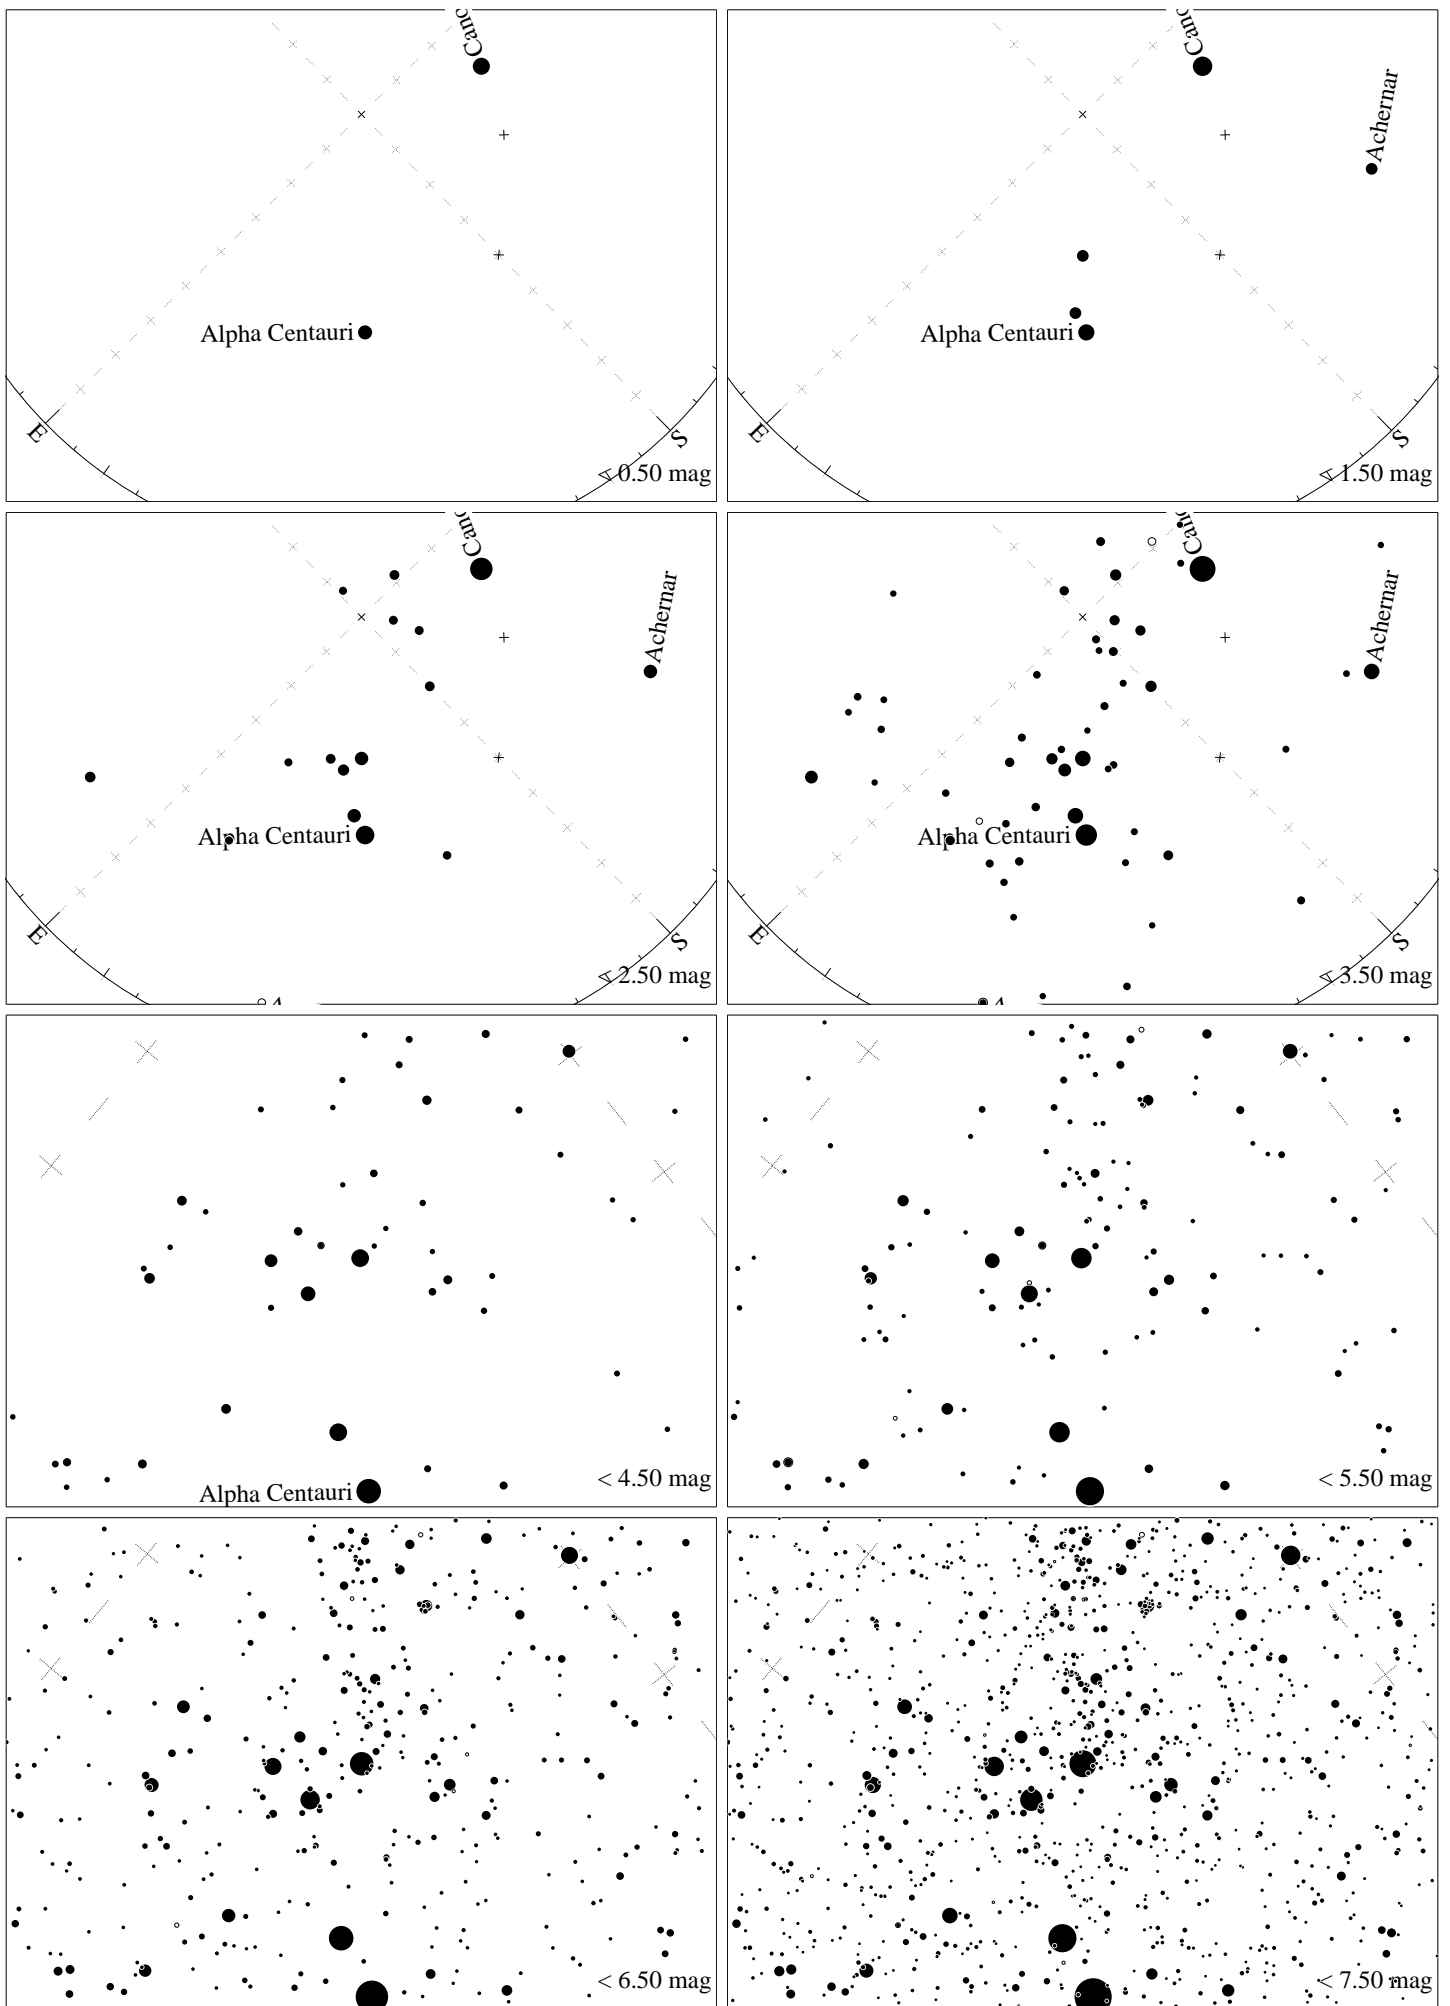 Canc
Alpha Centauri
E
S
< 0.50 mag
Canc
Achernar
Alpha Centauri
E
S
< 1.50 mag
Canc
Achernar
Alpha Centauri
E
S
< 2.50 mag
Canc
Achernar
Alpha Centauri
E
S
< 3.50 mag
Alpha Centauri
< 4.50 mag
< 5.50 mag
< 6.50 mag
< 7.50 mag